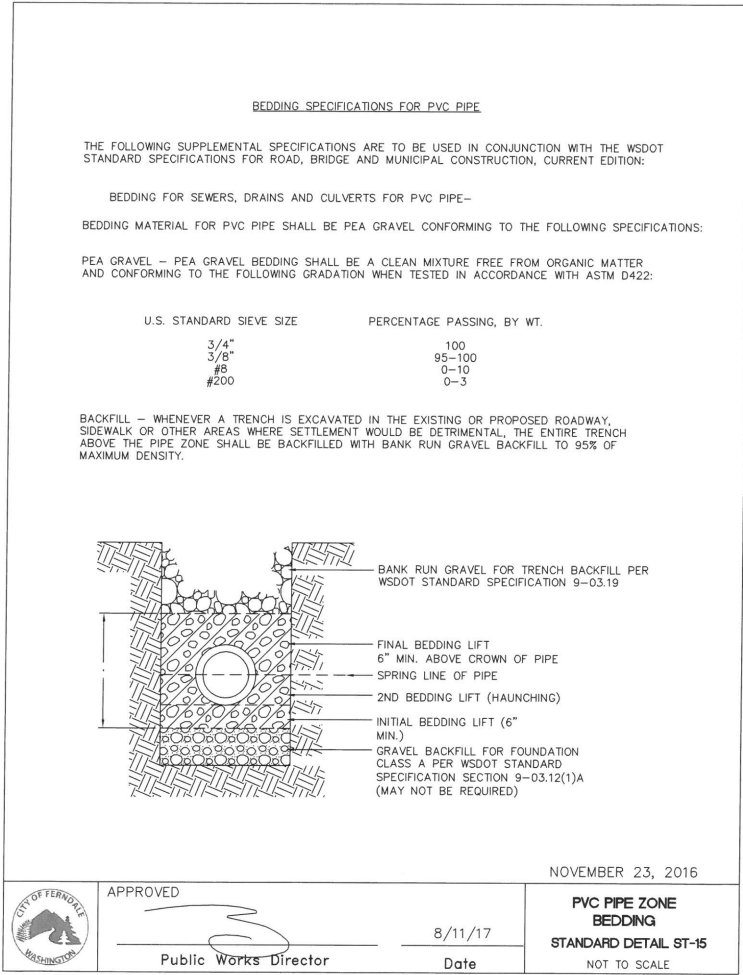 BEDDING SPECIFICATIONS FOR PVC PIPE
THE FOLLOWING SUPPLEMENTAL SPECIFICATIONS ARE TO BE USED IN CONJUNCTION WITH THE WSDOT
STANDARD SPECIFICATIONS FOR ROAD, BRIDGE AND MUNICIPAL CONSTRUCTION, CURRENT EDITION:
BEDDING FOR SEWERS, DRAINS AND CULVERTS FOR PVC PIPE—
BEDDING MATERIAL FOR PVC PIPE SHALL BE PEA GRAVEL CONFORMING TO THE FOLLOWING SPECIFICATIONS:
PEA GRAVEL – PEA GRAVEL BEDDING SHALL BE A CLEAN MIXTURE FREE FROM ORGANIC MATTER
AND CONFORMING TO THE FOLLOWING GRADATION WHEN TESTED IN ACCORDANCE WITH ASTM D422:
U.S. STANDARD SIEVE SIZE PERCENTAGE PASSING, BY WT.
3/4" 100
3/8" 95–100
#8 0–10
#200 0–3
BACKFILL – WHENEVER A TRENCH IS EXCAVATED IN THE EXISTING OR PROPOSED ROADWAY,
SIDEWALK OR OTHER AREAS WHERE SETTLEMENT WOULD BE DETRIMENTAL, THE ENTIRE TRENCH
ABOVE THE PIPE ZONE SHALL BE BACKFILLED WITH BANK RUN GRAVEL BACKFILL TO 95% OF
MAXIMUM DENSITY.
BANK RUN GRAVEL FOR TRENCH BACKFILL PER
WSDOT STANDARD SPECIFICATION 9–03.19
FINAL BEDDING LIFT
6" MIN. ABOVE CROWN OF PIPE
SPRING LINE OF PIPE
2ND BEDDING LIFT (HAUNCHING)
INITIAL BEDDING LIFT (6"
MIN.)
GRAVEL BACKFILL FOR FOUNDATION
CLASS A PER WSDOT STANDARD
SPECIFICATION SECTION 9–03.12(1)A
(MAY NOT BE REQUIRED)
NOVEMBER 23, 2016
CITY OF FERNDALE
WASHINGTON
APPROVED
8/11/17
Public Works Director Date
PVC PIPE ZONE
BEDDING
STANDARD DETAIL ST-15
NOT TO SCALE